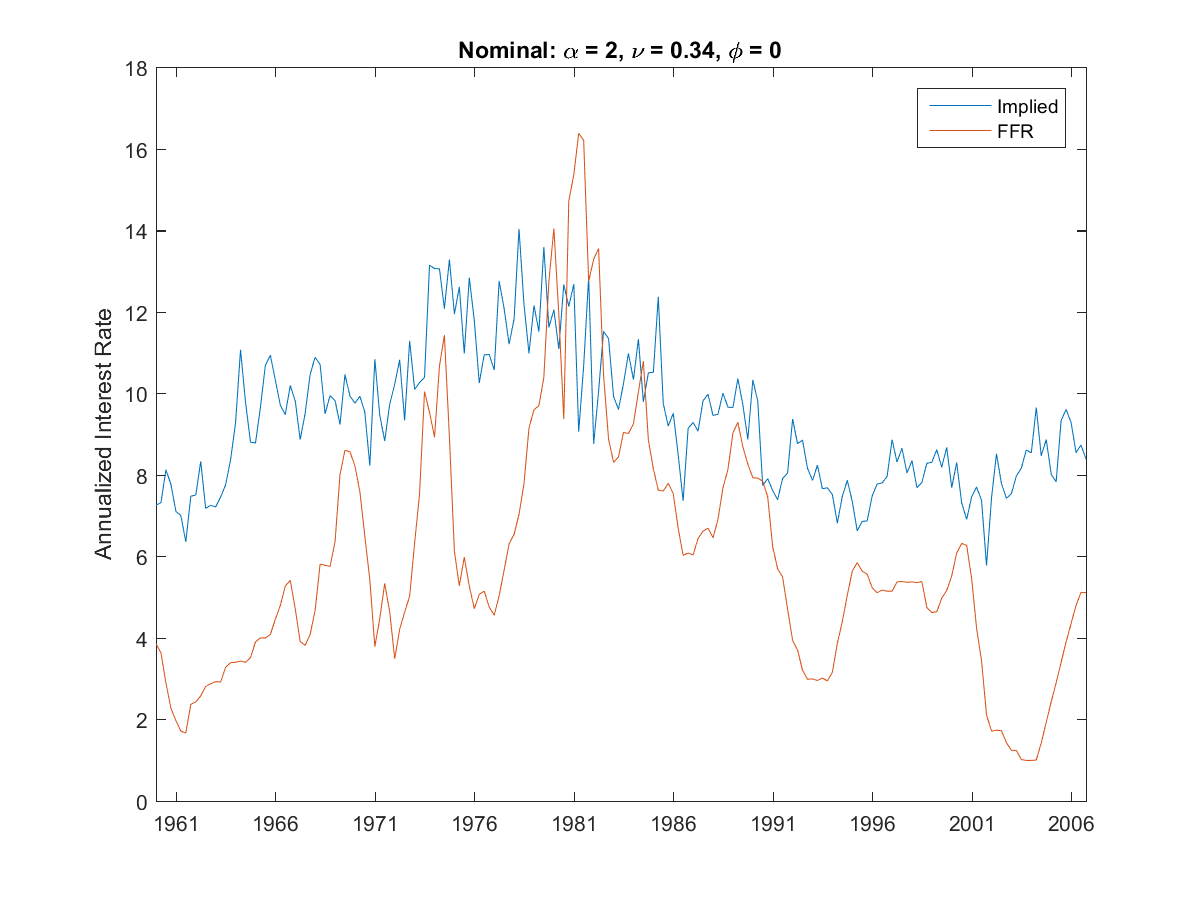 Nominal: α = 2, ν = 0.34, ϕ = 0
Implied
FFR
Annualized Interest Rate
18
16
14
12
10
8
6
4
2
0
1961 1966 1971 1976 1981 1986 1991 1996 2001 2006